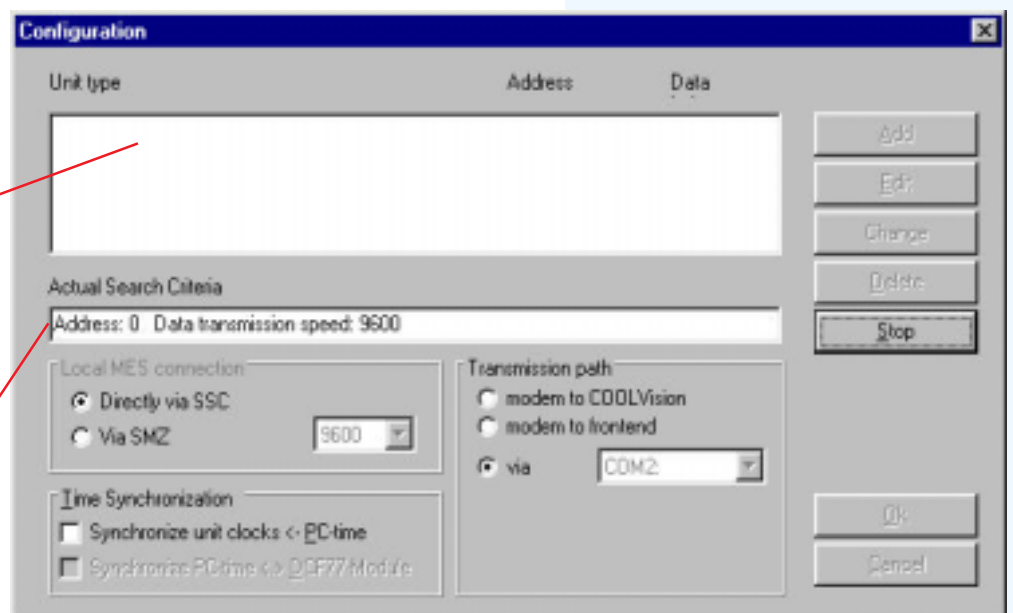 Configuration
Unit type Address Data
Add
Edit
Change
Delete
Stop
Actual Search Criteria
Address: 0 Data transmission speed: 9600
Local MES connection
Directly via SSC
Via SMZ 9600
Transmission path
modem to COOLVision
modem to frontend
via COM2:
Time Synchronization
Synchronize unit clocks <- PC-time
Synchronize PC-time <-> DCF77-Module
Ok
Cancel